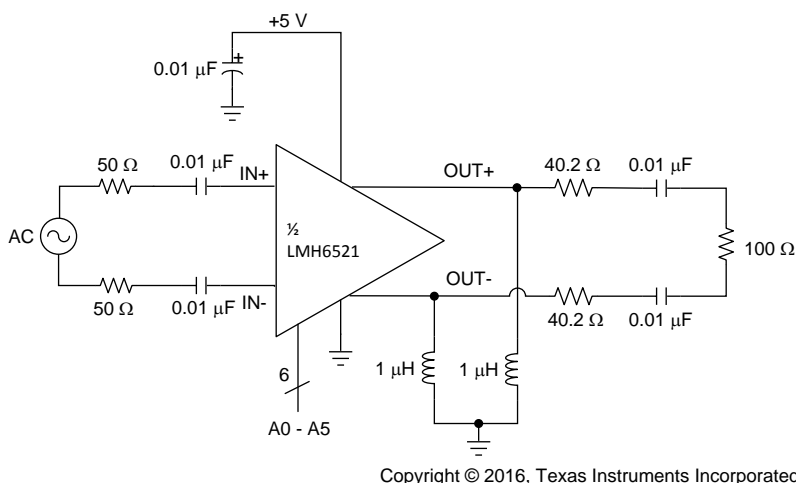 +5 V
0.01 μF
+
50 Ω
0.01 μF
IN+
OUT+
40.2 Ω
0.01 μF
AC
½
LMH6521
100 Ω
50 Ω
0.01 μF
IN-
OUT-
40.2 Ω
0.01 μF
6
1 μH
1 μH
A0 - A5
Copyright © 2016, Texas Instruments Incorporated